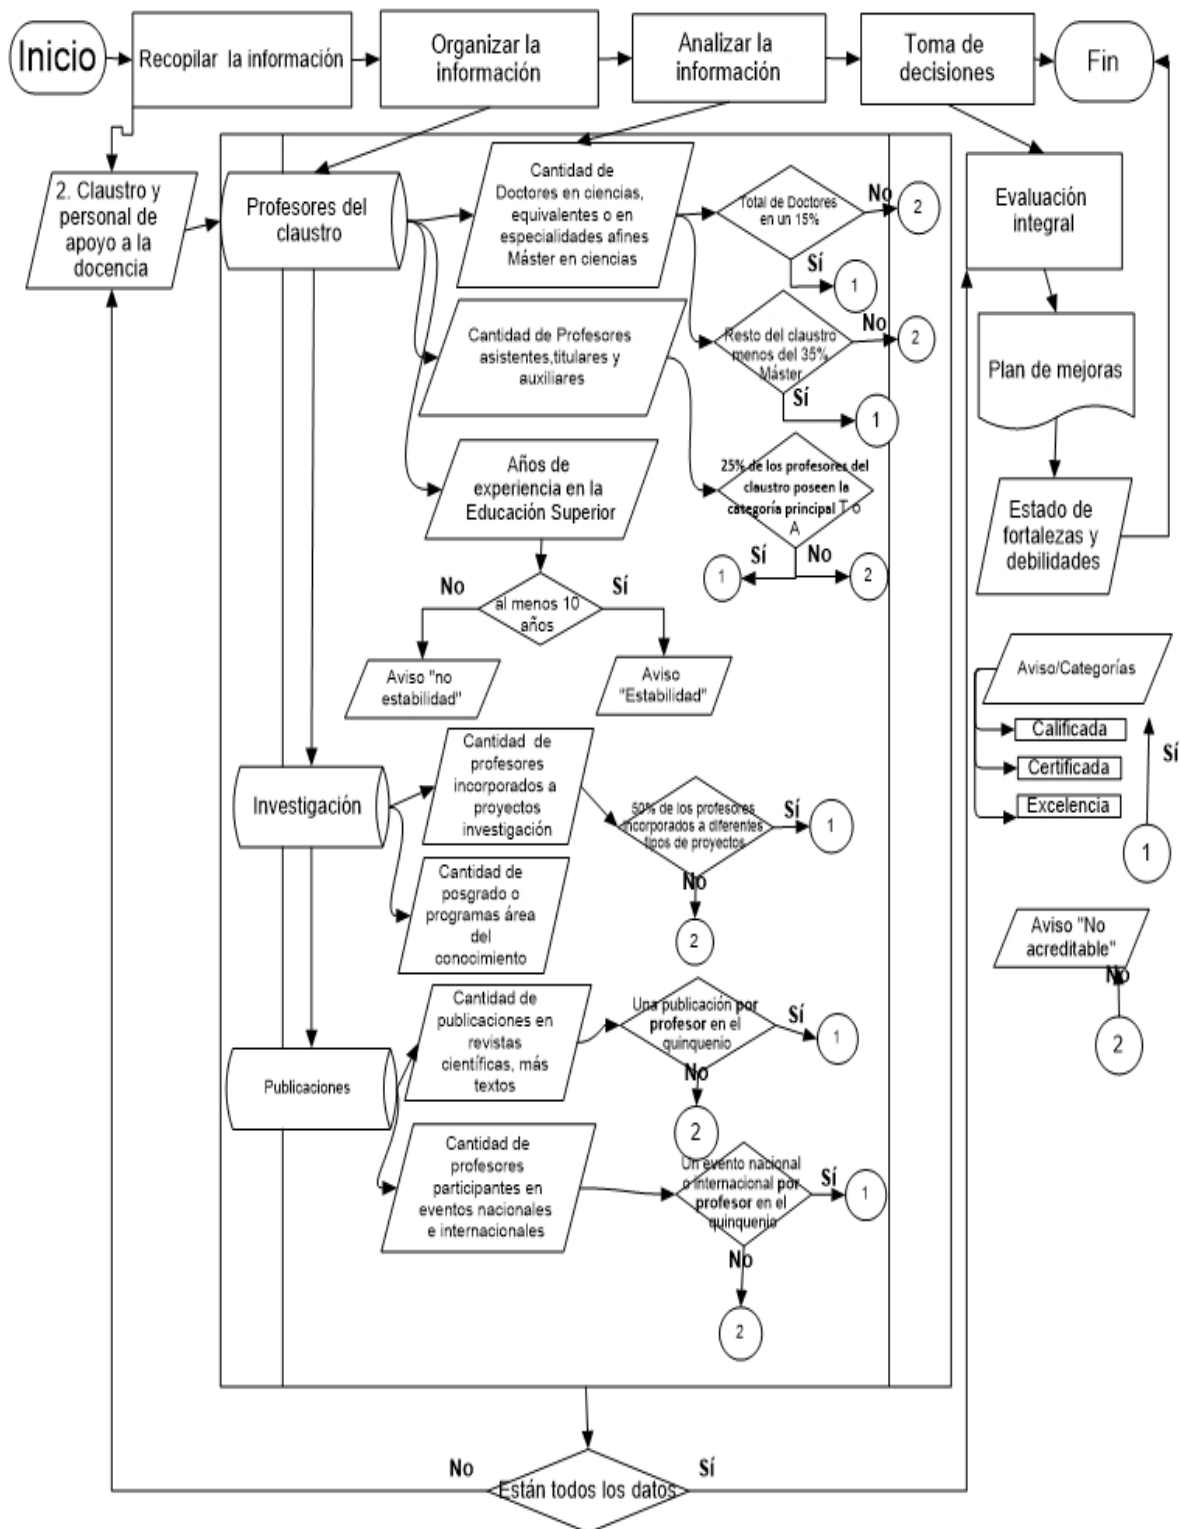 Inicio
Recopilar la información
Organizar la
información
Analizar la
información
Toma de
decisiones
Fin
2. Claustro y
personal de
apoyo a la
docencia
Profesores del
claustro
Cantidad de
Doctores en ciencias,
equivalentes o en
especialidades afines
Máster en ciencias
Total de Doctores
en un 15%
No
2
Sí
1
Cantidad de Profesores
asistentes,titulares y
auxiliares
Resto del claustro
menos del 35%
Máster
No
2
Sí
1
Años de
experiencia en la
Educación Superior
25% de los profesores del
claustro poseen la
categoría principal T o
A
Sí
No
1
2
No
Sí
al menos 10
años
Aviso "no
estabilidad"
Aviso
"Estabilidad"
Investigación
Cantidad de
profesores
incorporados a
proyectos
investigación
50% de los profesores
incorporados a diferentes
tipos de proyectos
Sí
1
No
2
Cantidad de
posgrado o
programas área
del
conocimiento
Publicaciones
Cantidad de
publicaciones en
revistas
científicas, más
textos
Una publicación por
profesor en el
quinquenio
Sí
1
No
2
Cantidad de
profesores
participantes en
eventos nacionales
e internacionales
Un evento nacional
o internacional por
profesor en el
quinquenio
Sí
1
No
2
Están todos los datos
No
Sí
Evaluación
integral
Plan de mejoras
Estado de
fortalezas y
debilidades
Aviso/Categorías
Calificada
Certificada
Excelencia
Sí
1
Aviso "No
acreditable"
No
2